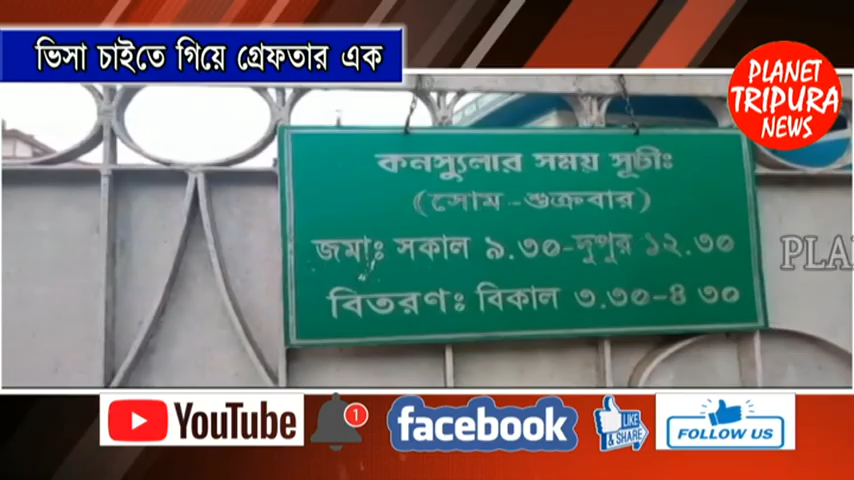 ভিসা চাইতে গিয়ে গ্রেফতার এক
PLANET
TRIPURA
NEWS
কনস্যুলার সময় সূচীঃ
(সোম - শুক্রবার)
জমাঃ সকাল ৯.৩০-দুপুর ১২.৩০
বিতরণঃ বিকাল ৩.৩০-৪ ৩০
PLA
YouTube
1
facebook
LIKE
& SHARE
FOLLOW US